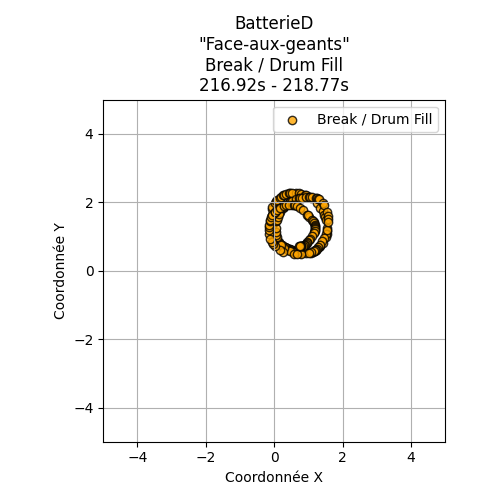 BatterieD
"Face-aux-geants"
Break / Drum Fill
216.92s - 218.77s
Break / Drum Fill
4
2
0
−2
−4
Coordonnée Y
−4 −2 0 2 4
Coordonnée X